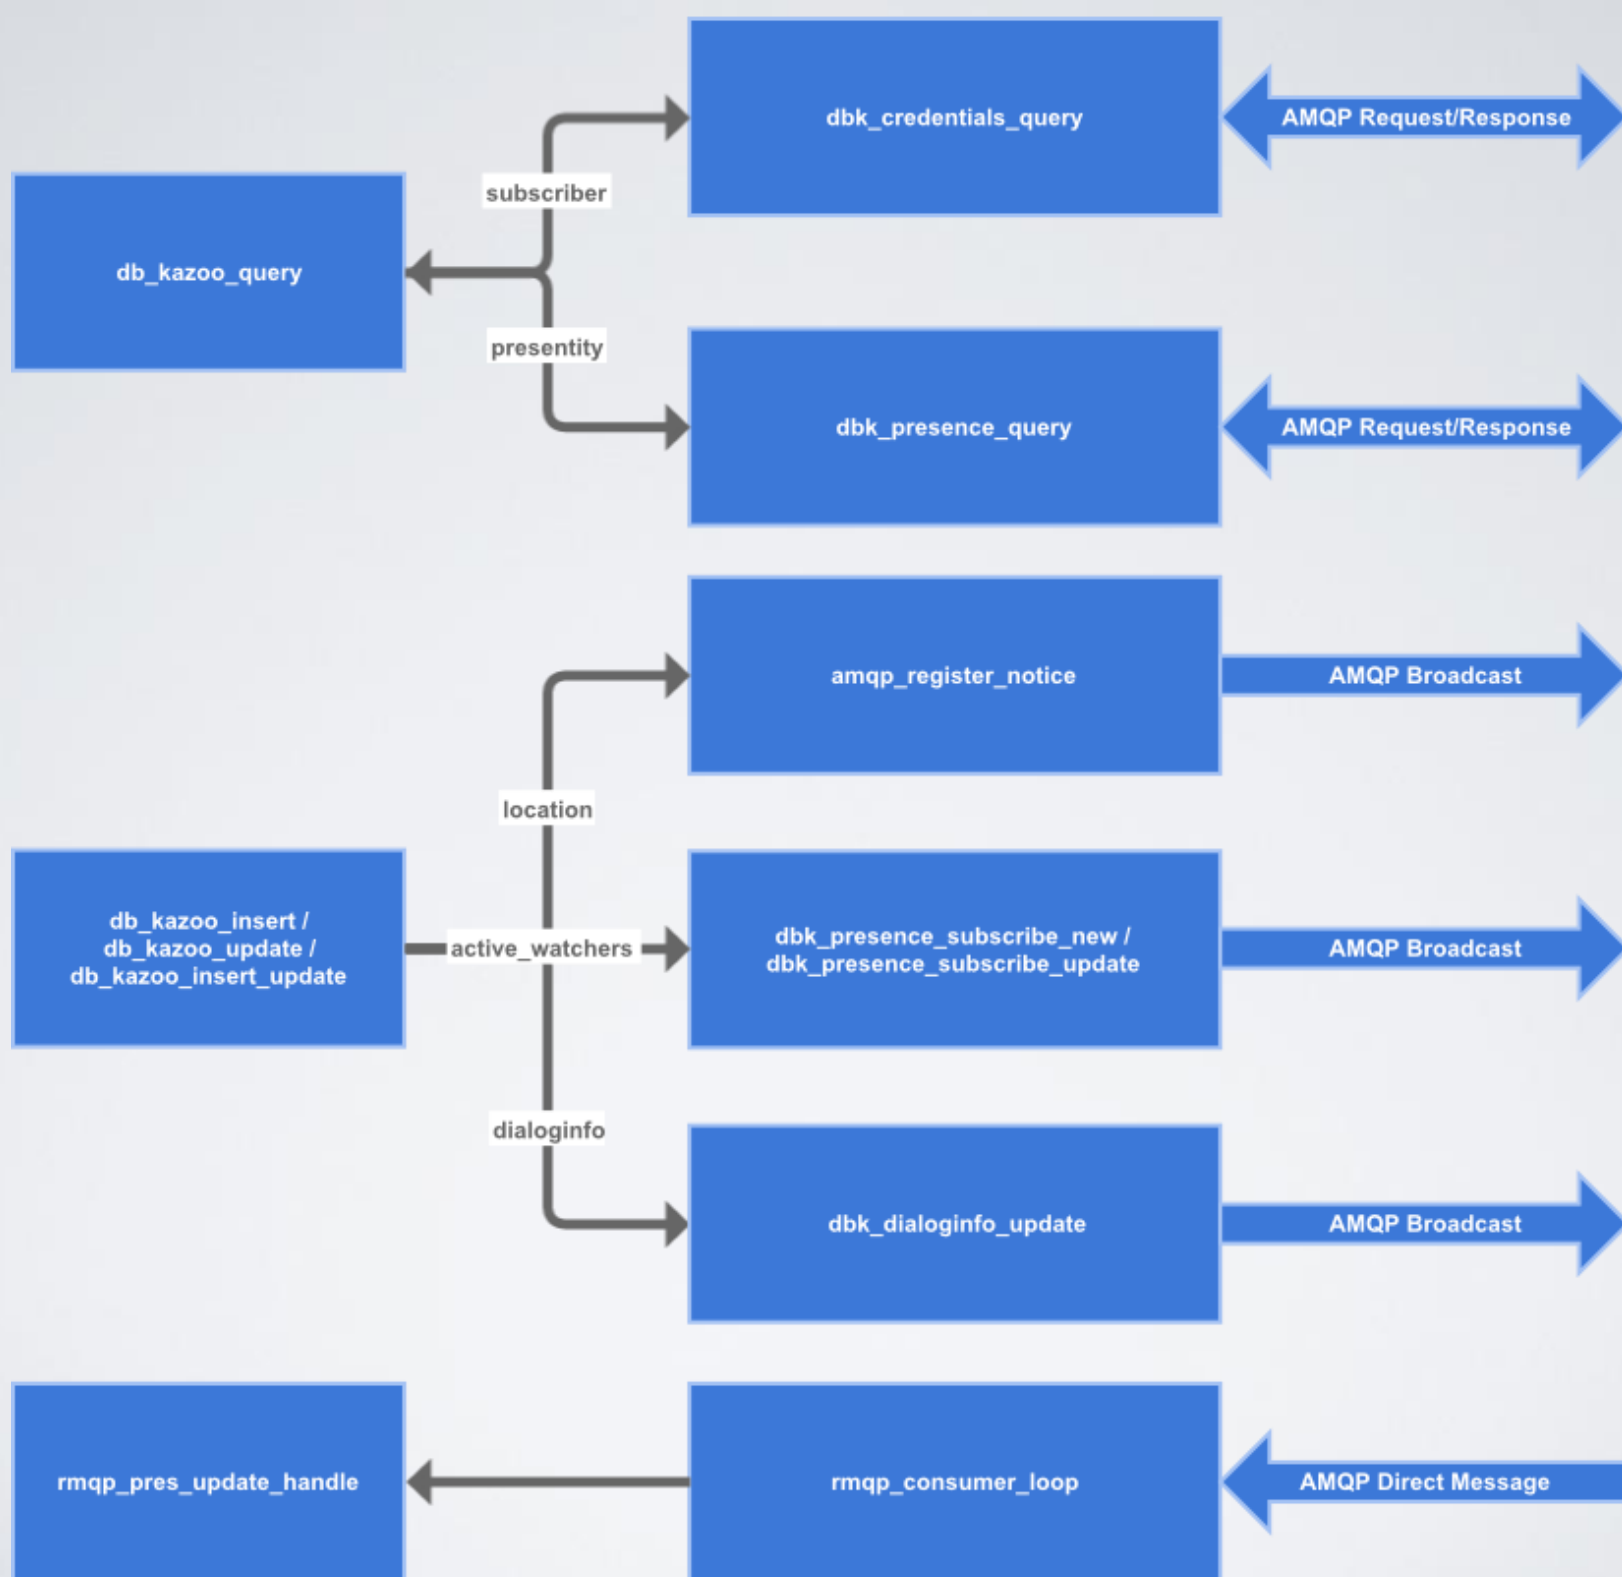 dbk_credentials_query
AMQP Request/Response
subscriber
db_kazoo_query
presentity
dbk_presence_query
AMQP Request/Response
amqp_register_notice
AMQP Broadcast
location
db_kazoo_insert /
db_kazoo_update /
db_kazoo_insert_update
active_watchers
dbk_presence_subscribe_new /
dbk_presence_subscribe_update
AMQP Broadcast
dialoginfo
dbk_dialoginfo_update
AMQP Broadcast
rmqp_pres_update_handle
rmqp_consumer_loop
AMQP Direct Message